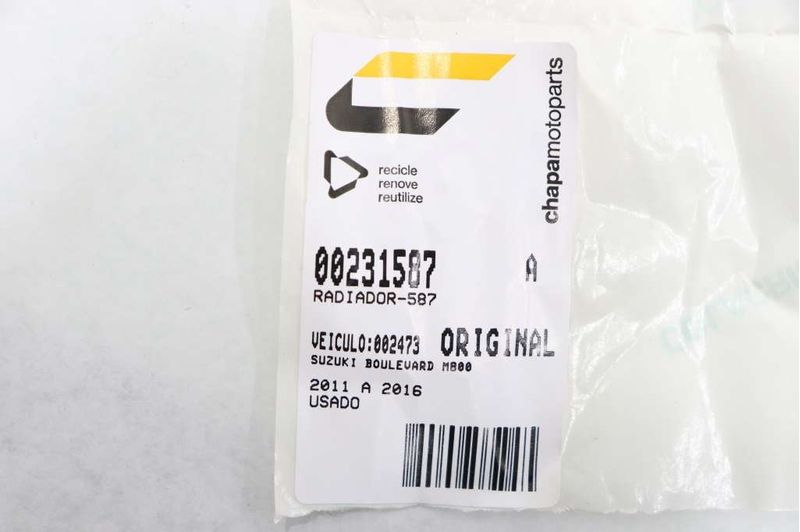 chapamotoparts
recicle
renove
reutilize
00231587 A
RADIADOR-587
VEICULO:002473 ORIGINAL
SUZUKI BOULEVARD M800
2011 A 2016
USADO